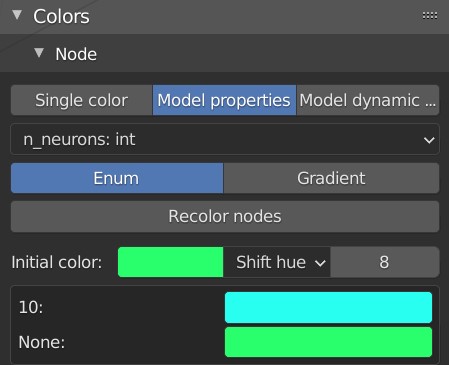 Colors
Node
Single color Model properties Model dynamic ...
n_neurons: int
Enum Gradient
Recolor nodes
Initial color: Shift hue 8
10:
None: